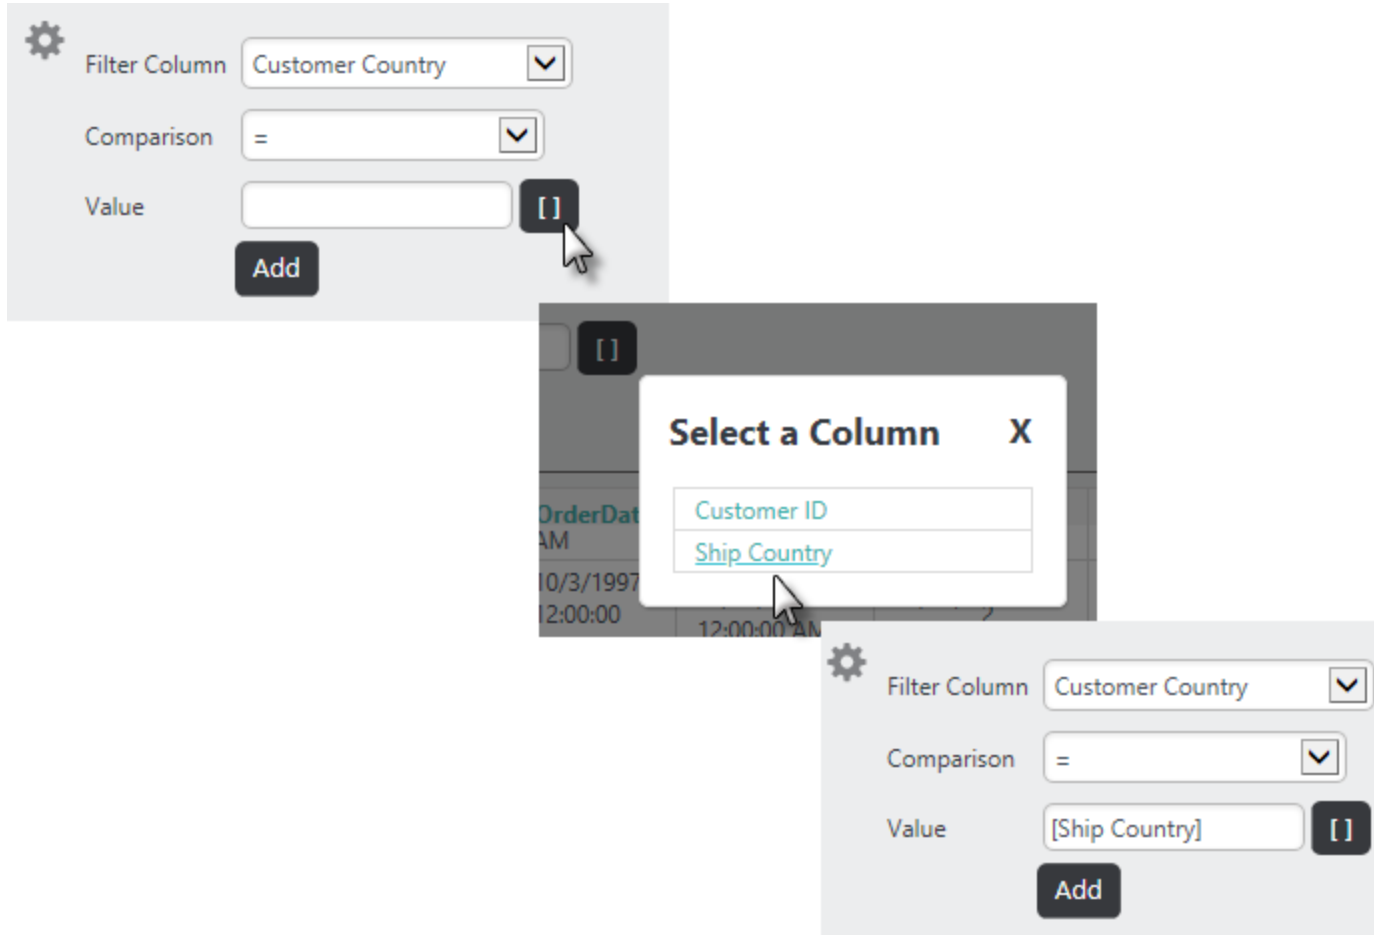 Filter Column Customer Country
Comparison =
Value [ ]
Add
[ ]
Select a Column X
OrderDat
AM
Customer ID
Ship Country
10/3/1997
12:00:00
12:00:00 AM
2
Filter Column Customer Country
Comparison =
Value [Ship Country] [ ]
Add